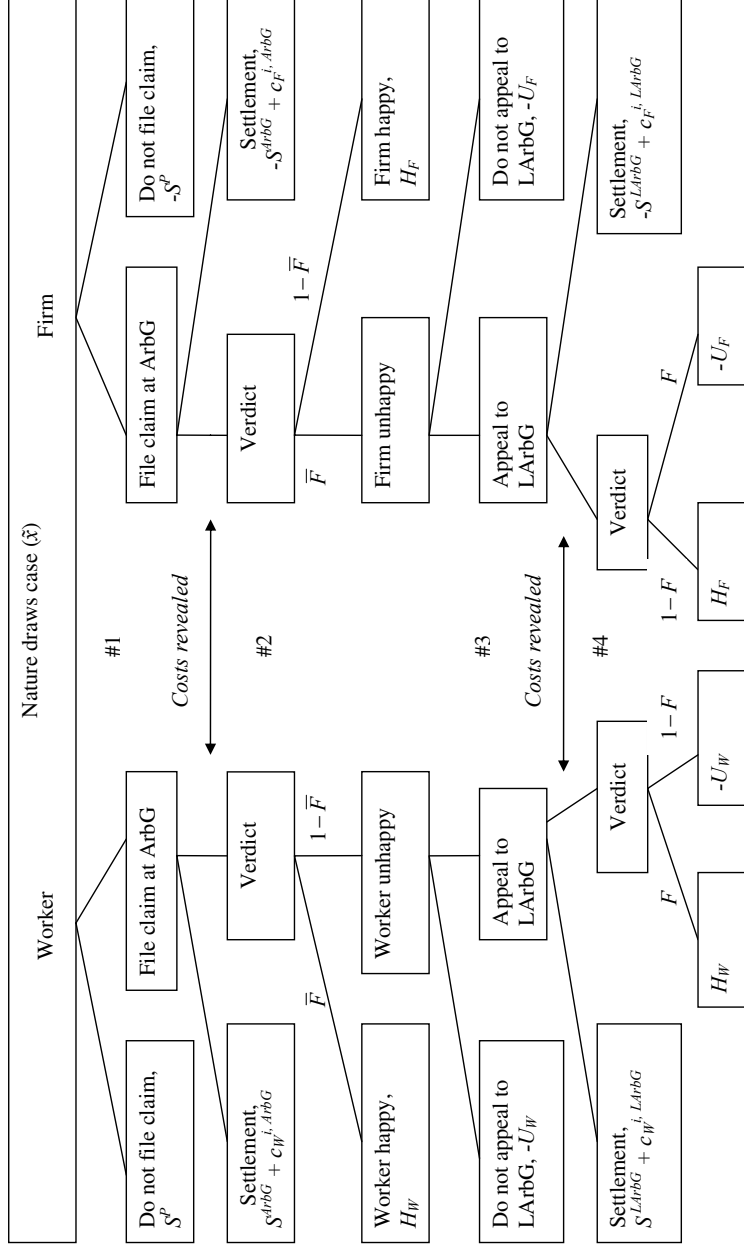 Nature draws case (x̃)
Worker
Firm
Do not file claim,
S^P
File claim at ArbG
#1
File claim at ArbG
Do not file claim,
-S^P
Costs revealed
Settlement,
S^ArbG + c_W^i, ArbG
Verdict
#2
Verdict
Settlement,
-S^ArbG + c_F^i, ArbG
F̅
1−F̅
F̅
1−F̅
Worker happy,
H_W
Worker unhappy
Firm unhappy
Firm happy,
H_F
Do not appeal to
LArbG, -U_W
Appeal to
LArbG
#3
Appeal to
LArbG
Do not appeal to
LArbG, -U_F
Costs revealed
Settlement,
S^LArbG + c_W^i, LArbG
Verdict
#4
Verdict
Settlement,
-S^LArbG + c_F^i, LArbG
F
1−F
1−F
F
H_W
-U_W
H_F
-U_F